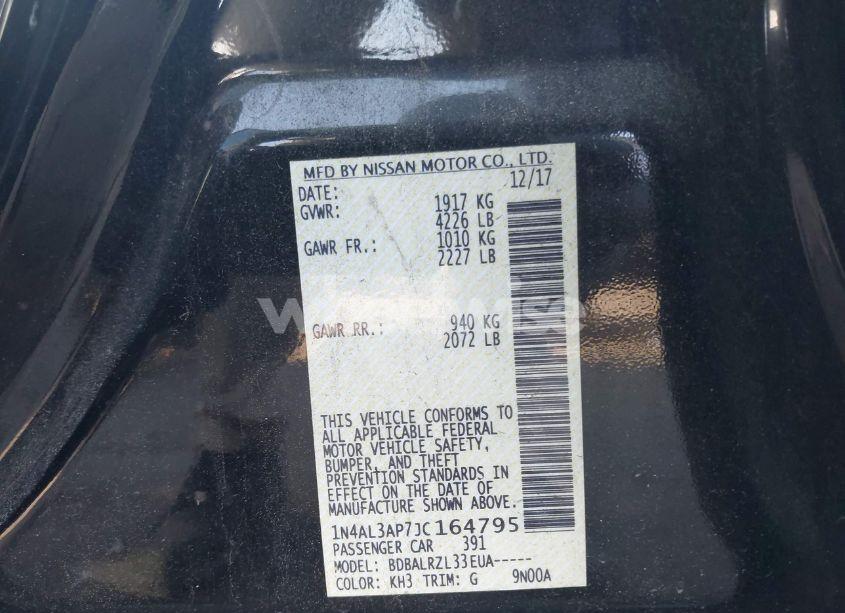 MFD BY NISSAN MOTOR CO., LTD.
DATE: 12/17
GVWR: 1917 KG
4226 LB
GAWR FR.: 1010 KG
2227 LB
GAWR RR.: 940 KG
2072 LB
THIS VEHICLE CONFORMS TO
ALL APPLICABLE FEDERAL
MOTOR VEHICLE SAFETY,
BUMPER, AND THEFT
PREVENTION STANDARDS IN
EFFECT ON THE DATE OF
MANUFACTURE SHOWN ABOVE.
1N4AL3AP7JC164795
PASSENGER CAR 391
MODEL: BDBALRZL33EUA-----
COLOR: KH3 TRIM: G 9N00A